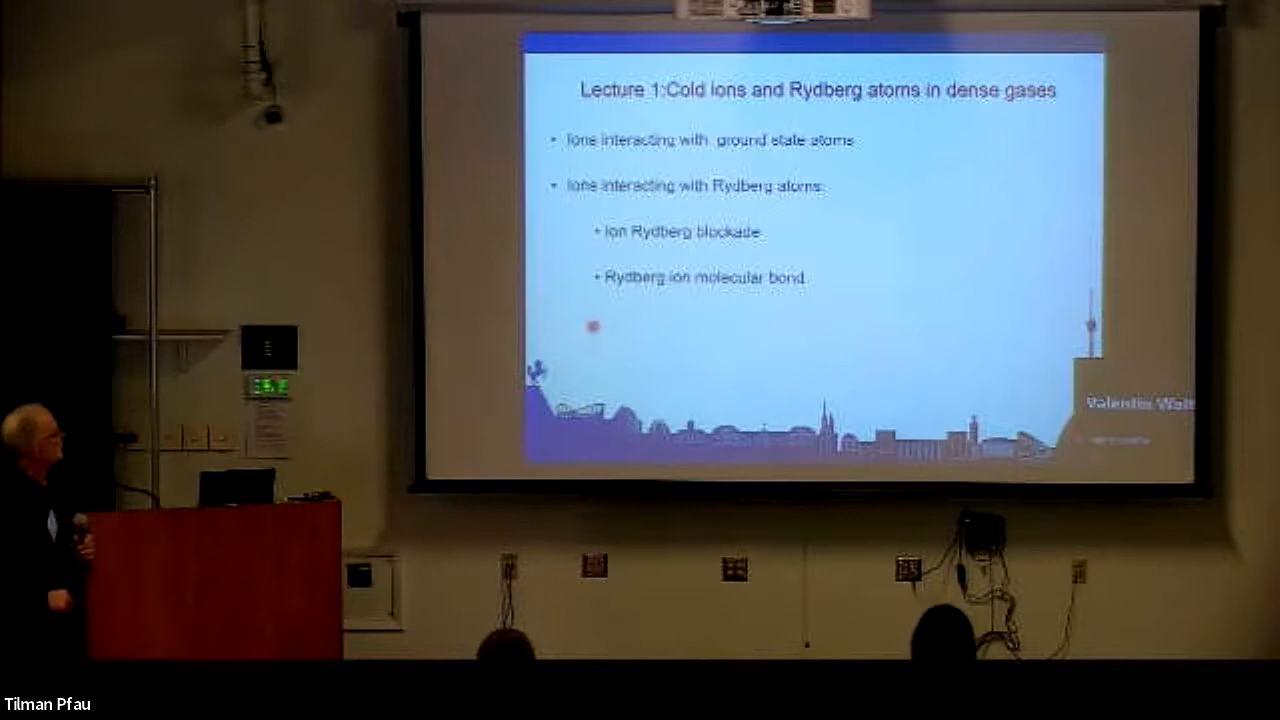 Lecture 1:Cold ions and Rydberg atoms in dense gases
• Ions interacting with ground state atoms
• Ions interacting with Rydberg atoms
• Ion Rydberg blockade
• Rydberg ion molecular bond
Valentin
Tilman Pfau